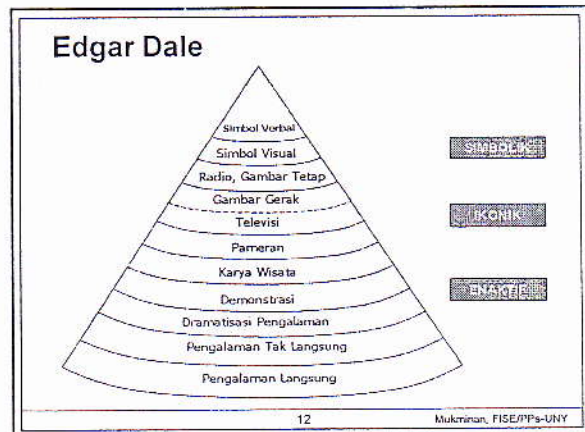 Edgar Dale
Simbol Verbal
Simbol Visual
Radio, Gambar Tetap
Gambar Gerak
Televisi
Pameran
Karya Wisata
Demonstrasi
Dramatisasi Pengalaman
Pengalaman Tak Langsung
Pengalaman Langsung
SIMBOLIK
IKONIK
ENAKTIF
12
Mukminan, FISE/PPs-UNY